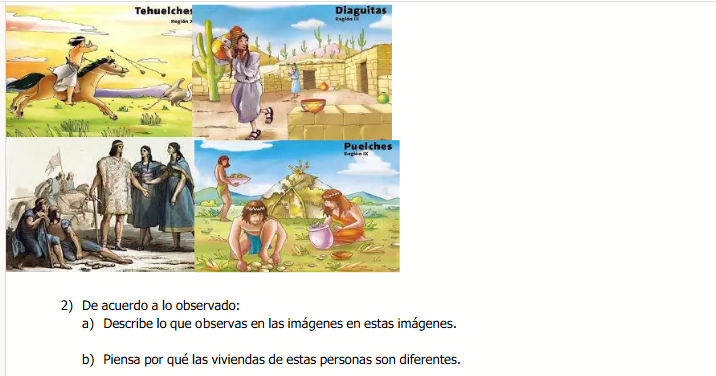 Tehuelches
Región X
Diaguitas
Región III
Puelches
Región IX
2) De acuerdo a lo observado:
a) Describe lo que observas en las imágenes en estas imágenes.
b) Piensa por qué las viviendas de estas personas son diferentes.